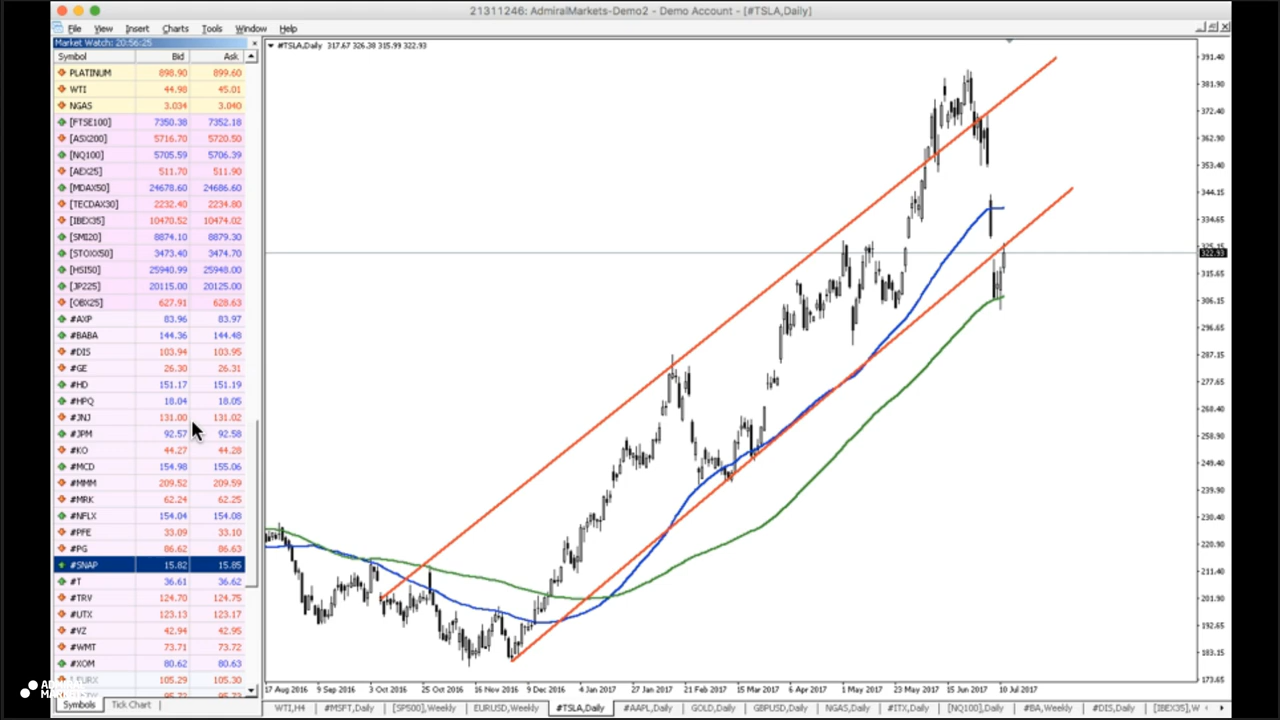 21311246: AdmiralMarkets-Demo2 - Demo Account - [#TSLA,Daily]
File View Insert Charts Tools Window Help
Market Watch: 20:56:25
Symbol Bid Ask
PLATINUM 898.90 899.60
WTI 44.98 45.01
NGAS 3.034 3.040
[FTSE100] 7350.38 7352.18
[ASX200] 5716.70 5720.50
[NQ100] 5705.59 5706.39
[AEX25] 511.70 511.90
[MDAX50] 24678.60 24686.60
[TECDAX30] 2232.40 2234.80
[IBEX35] 10470.52 10474.02
[SMI20] 8874.10 8879.30
[STOXX50] 3473.40 3474.70
[HSI50] 25940.99 25948.00
[JP225] 20115.00 20125.00
[OBX25] 627.91 628.63
#AXP 83.96 83.97
#BABA 144.36 144.48
#DIS 103.94 103.95
#GE 26.30 26.31
#HD 151.17 151.19
#HPQ 18.04 18.05
#JNJ 131.00 131.02
#JPM 92.57 92.58
#KO 44.27 44.28
#MCD 154.98 155.06
#MMM 209.52 209.59
#MRK 62.24 62.25
#NFLX 154.04 154.08
#PFE 33.09 33.10
#PG 86.62 86.63
#SNAP 15.82 15.85
#T 36.61 36.62
#TRV 124.70 124.75
#UTX 123.13 123.17
#VZ 42.94 42.95
#WMT 73.71 73.72
#XOM 80.62 80.63
105.29 105.30
Symbols Tick Chart
#TSLA,Daily 317.67 326.38 315.99 322.93
391.40
381.90
372.40
362.90
353.40
344.15
334.65
322.93
315.65
306.15
296.65
287.15
277.65
268.40
258.90
249.40
239.90
230.40
220.90
211.40
201.90
192.65
183.15
173.65
17 Aug 2016 9 Sep 2016 3 Oct 2016 25 Oct 2016 16 Nov 2016 9 Dec 2016 4 Jan 2017 27 Jan 2017 21 Feb 2017 15 Mar 2017 6 Apr 2017 1 May 2017 23 May 2017 15 Jun 2017 10 Jul 2017
WTI,H4 #MSFT,Daily [SP500],Weekly EURUSD,Weekly #TSLA,Daily #AAPL,Daily GOLD,Daily GBPUSD,Daily NGAS,Daily #ITX,Daily [NQ100],Daily #BA,Weekly #DIS,Daily [IBEX35],W